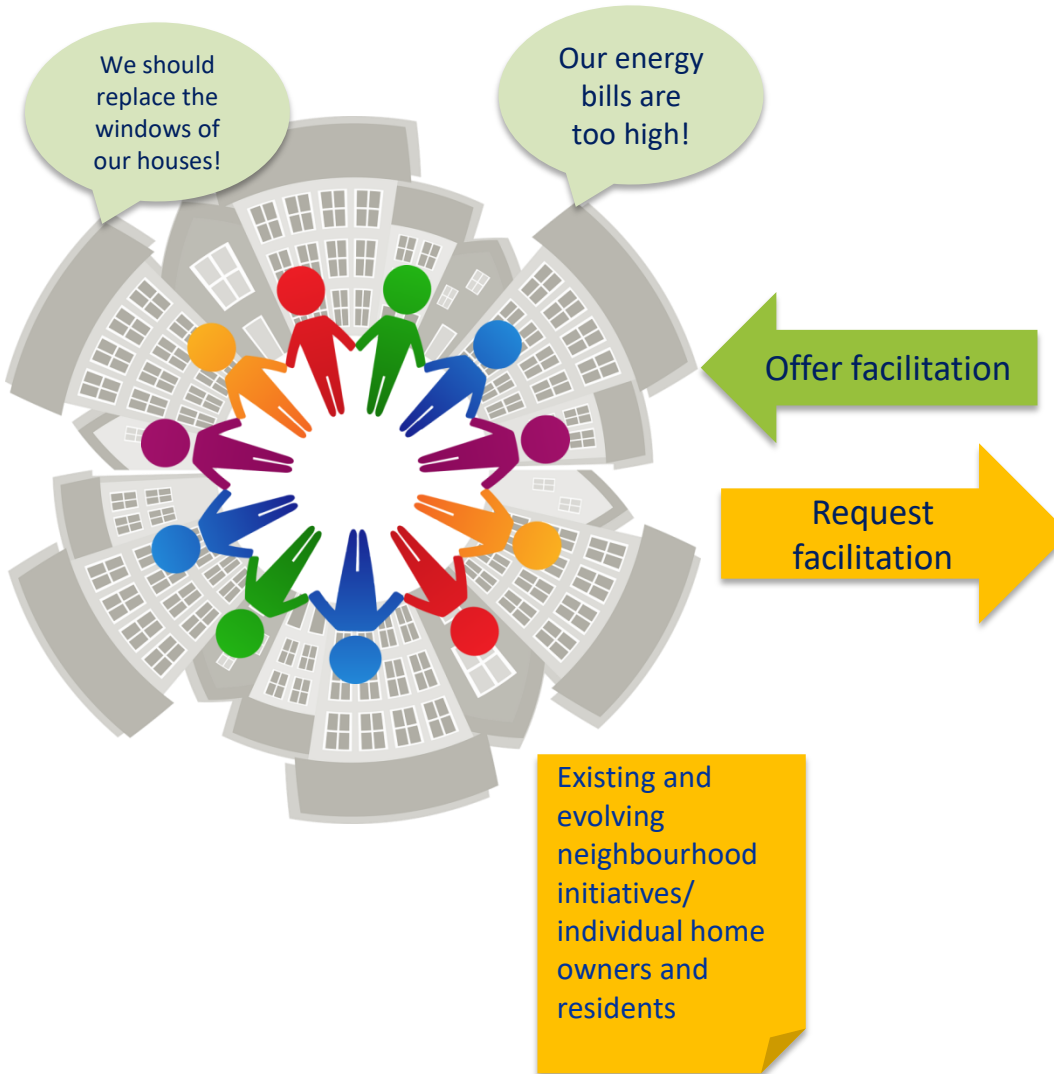 We should
replace the
windows of
our houses!
Our energy
bills are
too high!
Offer facilitation
Request
facilitation
Existing and
evolving
neighbourhood
initiatives/
individual home
owners and
residents